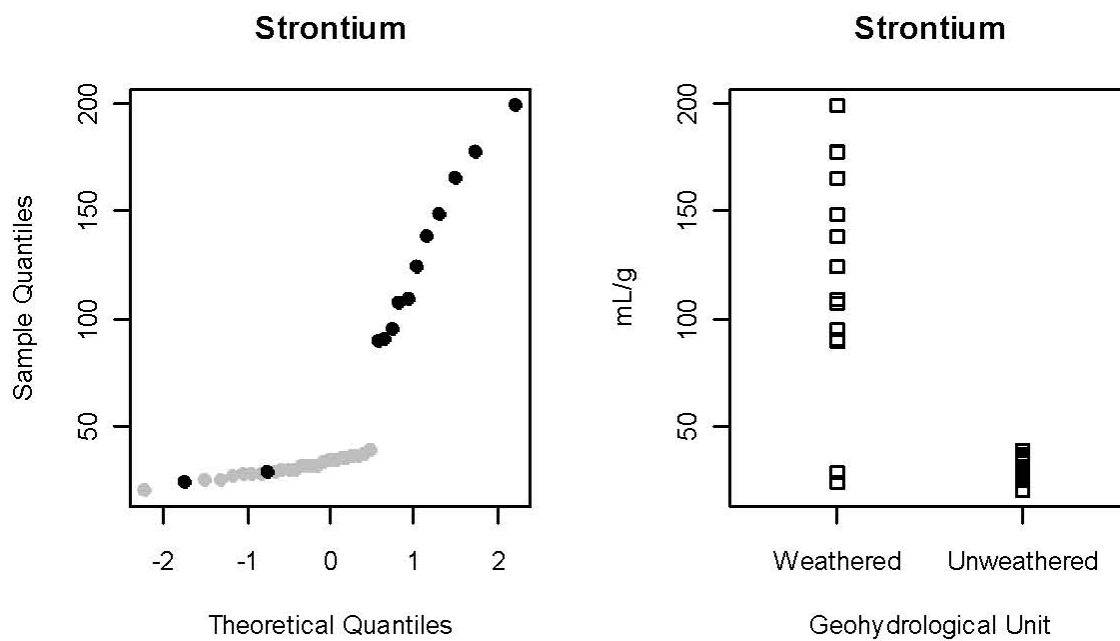 Strontium
Sample Quantiles
200
150
100
50
-2 -1 0 1 2
Theoretical Quantiles
Strontium
mL/g
200
150
100
50
Weathered Unweathered
Geohydrological Unit